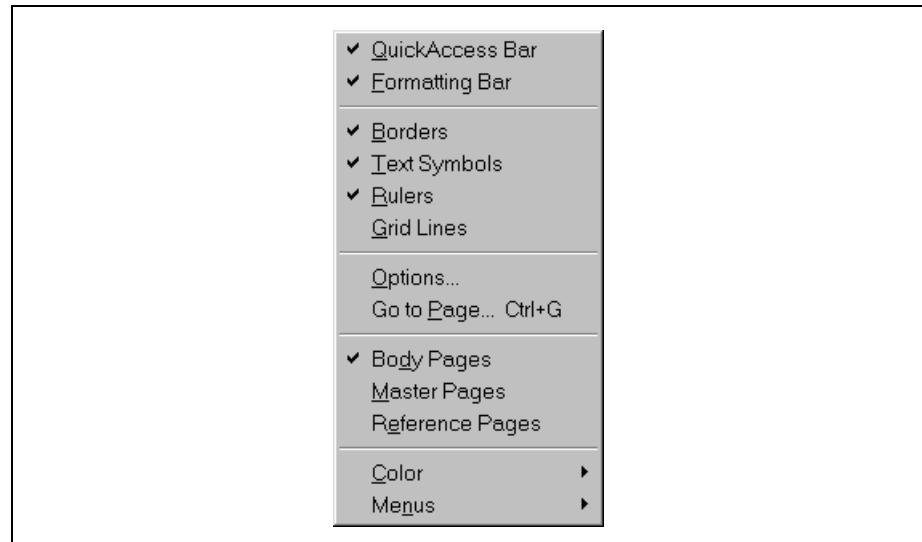 QuickAccess Bar
Formatting Bar
Borders
Text Symbols
Rulers
Grid Lines
Options...
Go to Page... Ctrl+G
Body Pages
Master Pages
Reference Pages
Color
Menus